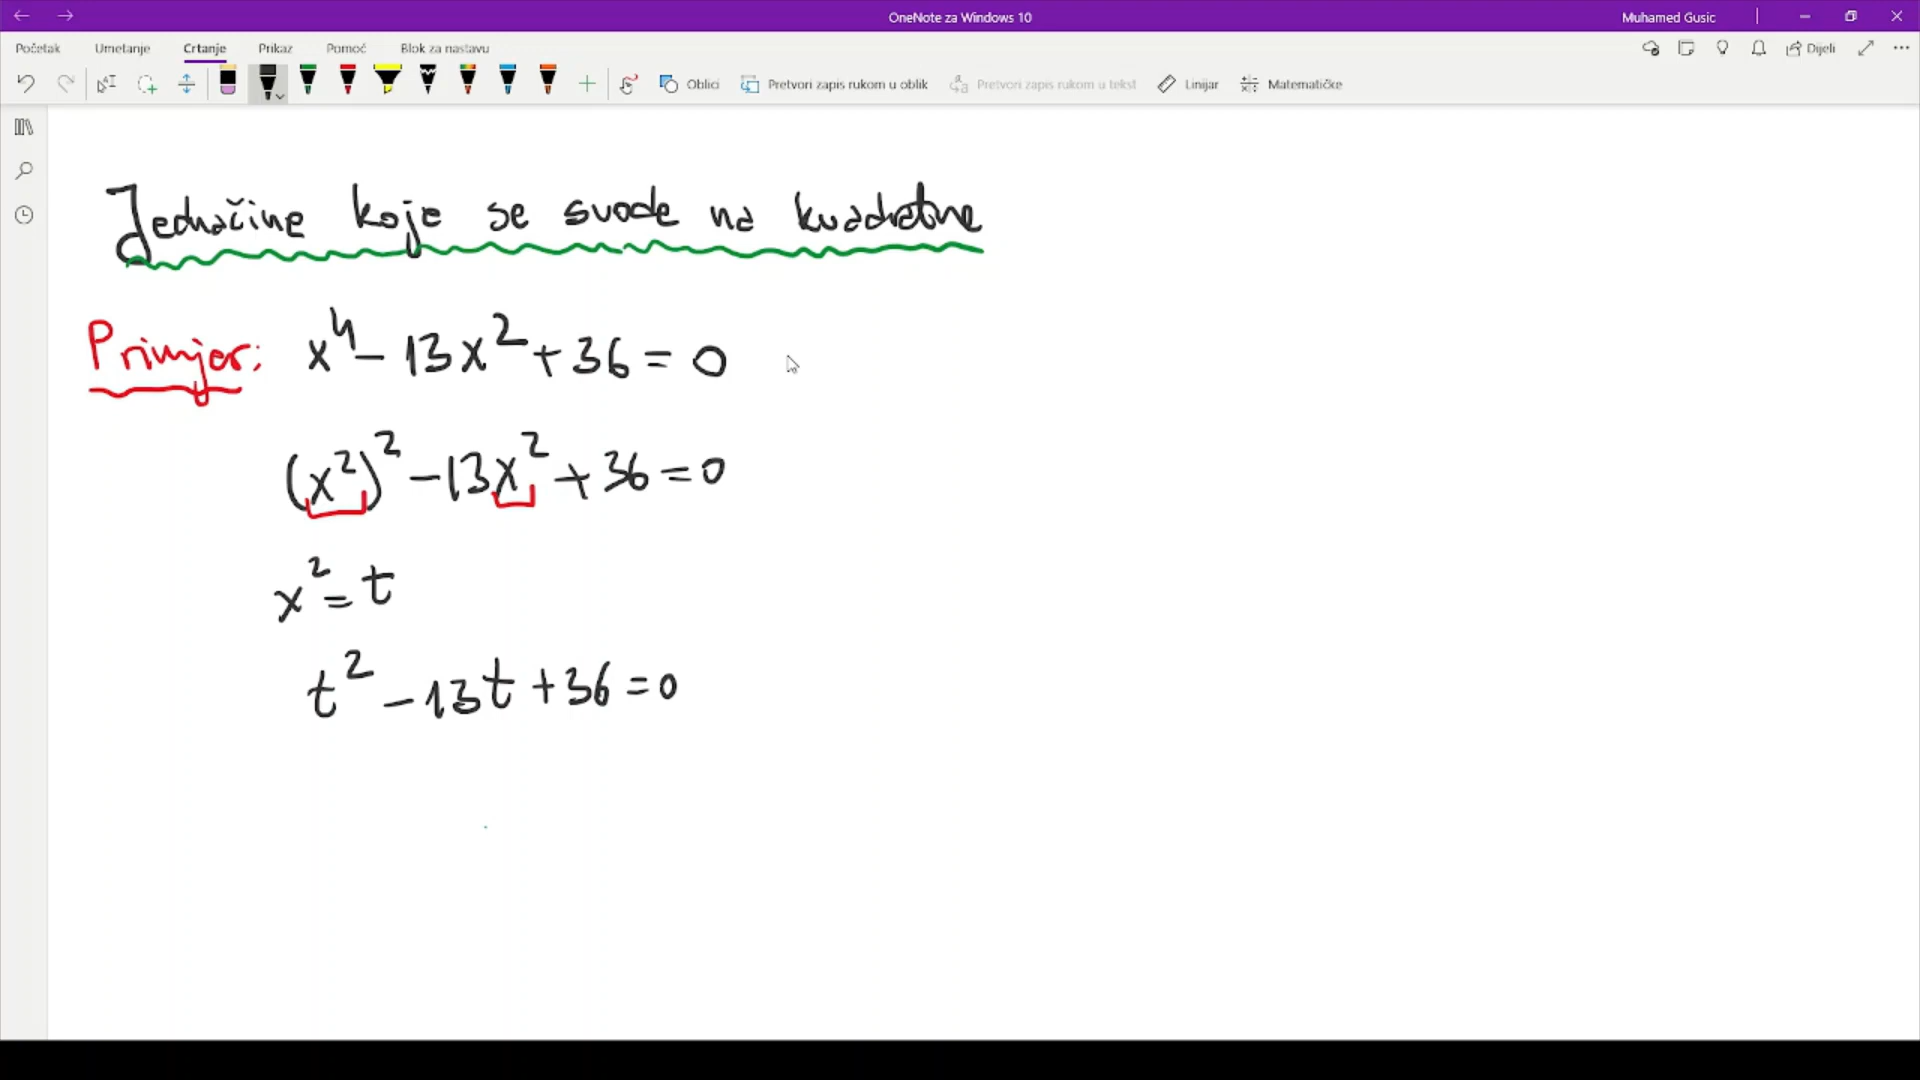 OneNote za Windows 10
Muhamed Gusic
Početak Umetanje Crtanje Prikaz Pomoć Blok za nastavu
Dijeli
Oblici Pretvori zapis rukom u oblik Pretvori zapis rukom u tekst Linijar Matematičke
Jednačine koje se svode na kvadratne
Primjer: x⁴ - 13x² + 36 = 0
(x²)² - 13x² + 36 = 0
x² = t
t² - 13t + 36 = 0